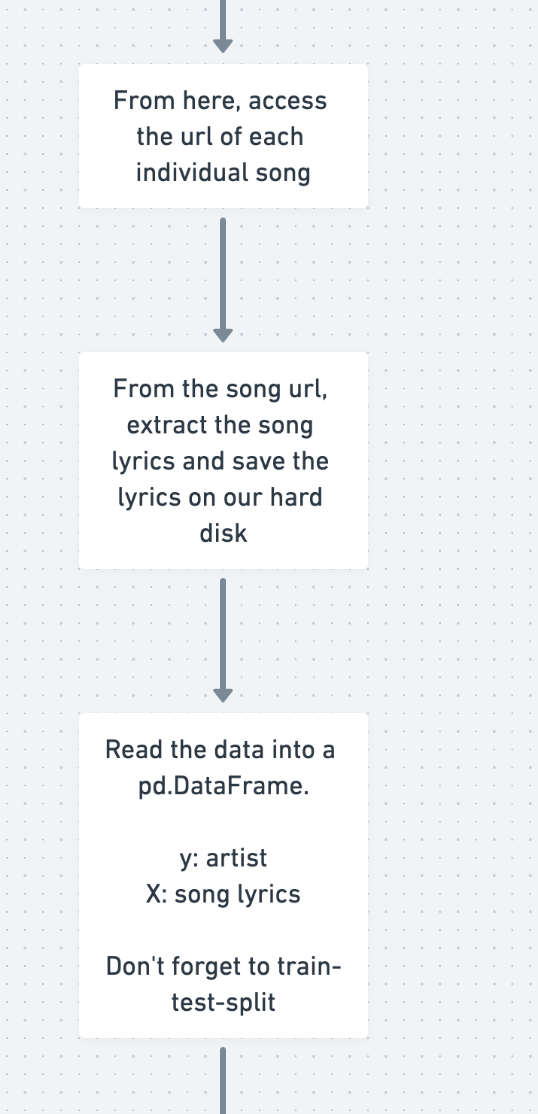 From here, access
the url of each
individual song
From the song url,
extract the song
lyrics and save the
lyrics on our hard
disk
Read the data into a
pd.DataFrame.
y: artist
X: song lyrics
Don't forget to train-
test-split